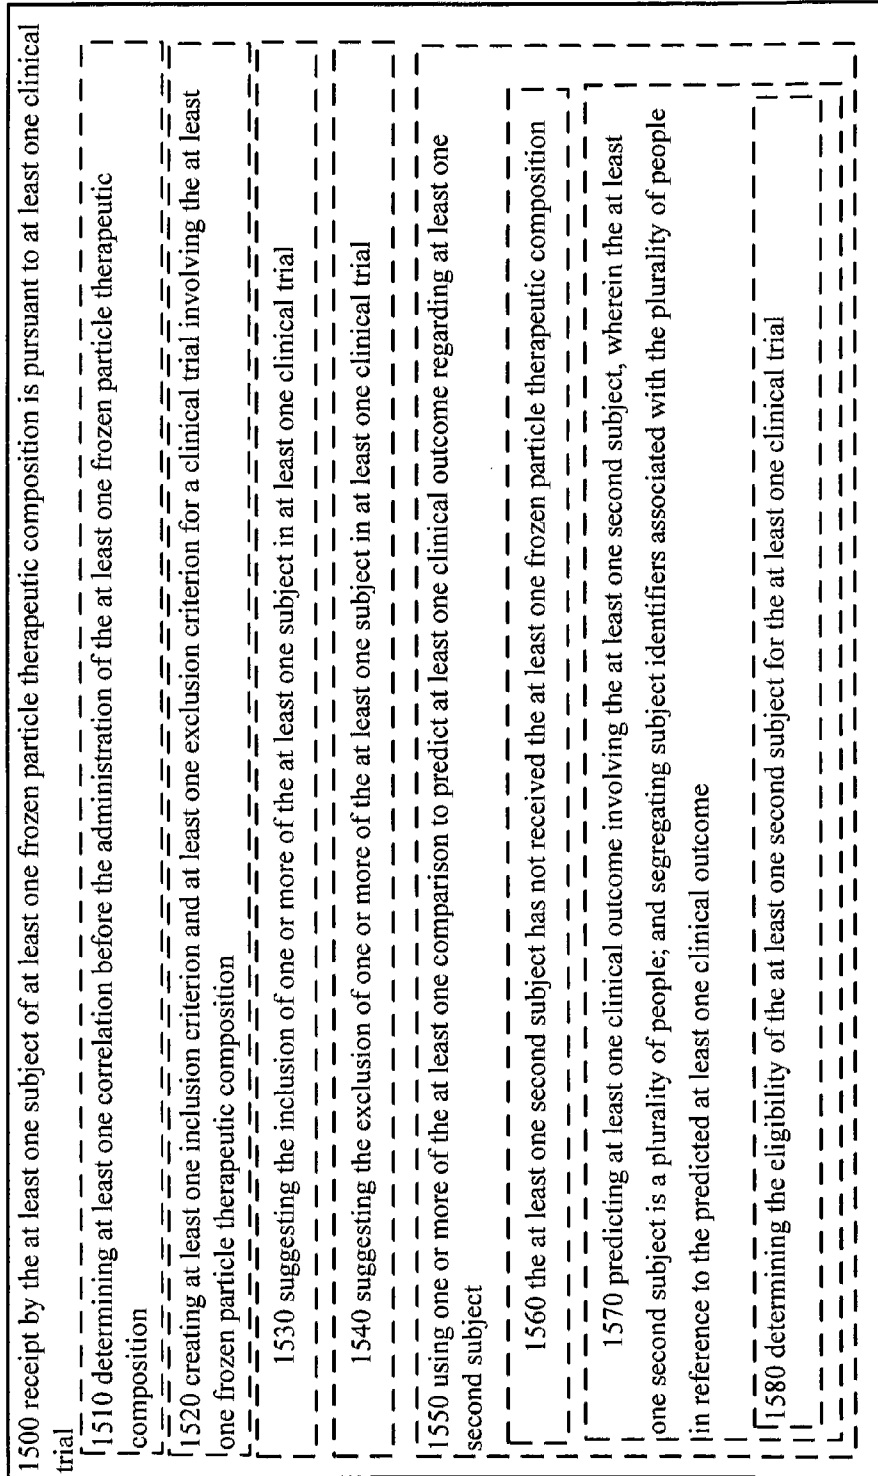 1500 receipt by the at least one subject of at least one frozen particle therapeutic composition is pursuant to at least one clinical
trial
1510 determining at least one correlation before the administration of the at least one frozen particle therapeutic
composition
1520 creating at least one inclusion criterion and at least one exclusion criterion for a clinical trial involving the at least
one frozen particle therapeutic composition
1530 suggesting the inclusion of one or more of the at least one subject in at least one clinical trial
1540 suggesting the exclusion of one or more of the at least one subject in at least one clinical trial
1550 using one or more of the at least one comparison to predict at least one clinical outcome regarding at least one
second subject
1560 the at least one second subject has not received the at least one frozen particle therapeutic composition
1570 predicting at least one clinical outcome involving the at least one second subject, wherein the at least
one second subject is a plurality of people; and segregating subject identifiers associated with the plurality of people
in reference to the predicted at least one clinical outcome
1580 determining the eligibility of the at least one second subject for the at least one clinical trial